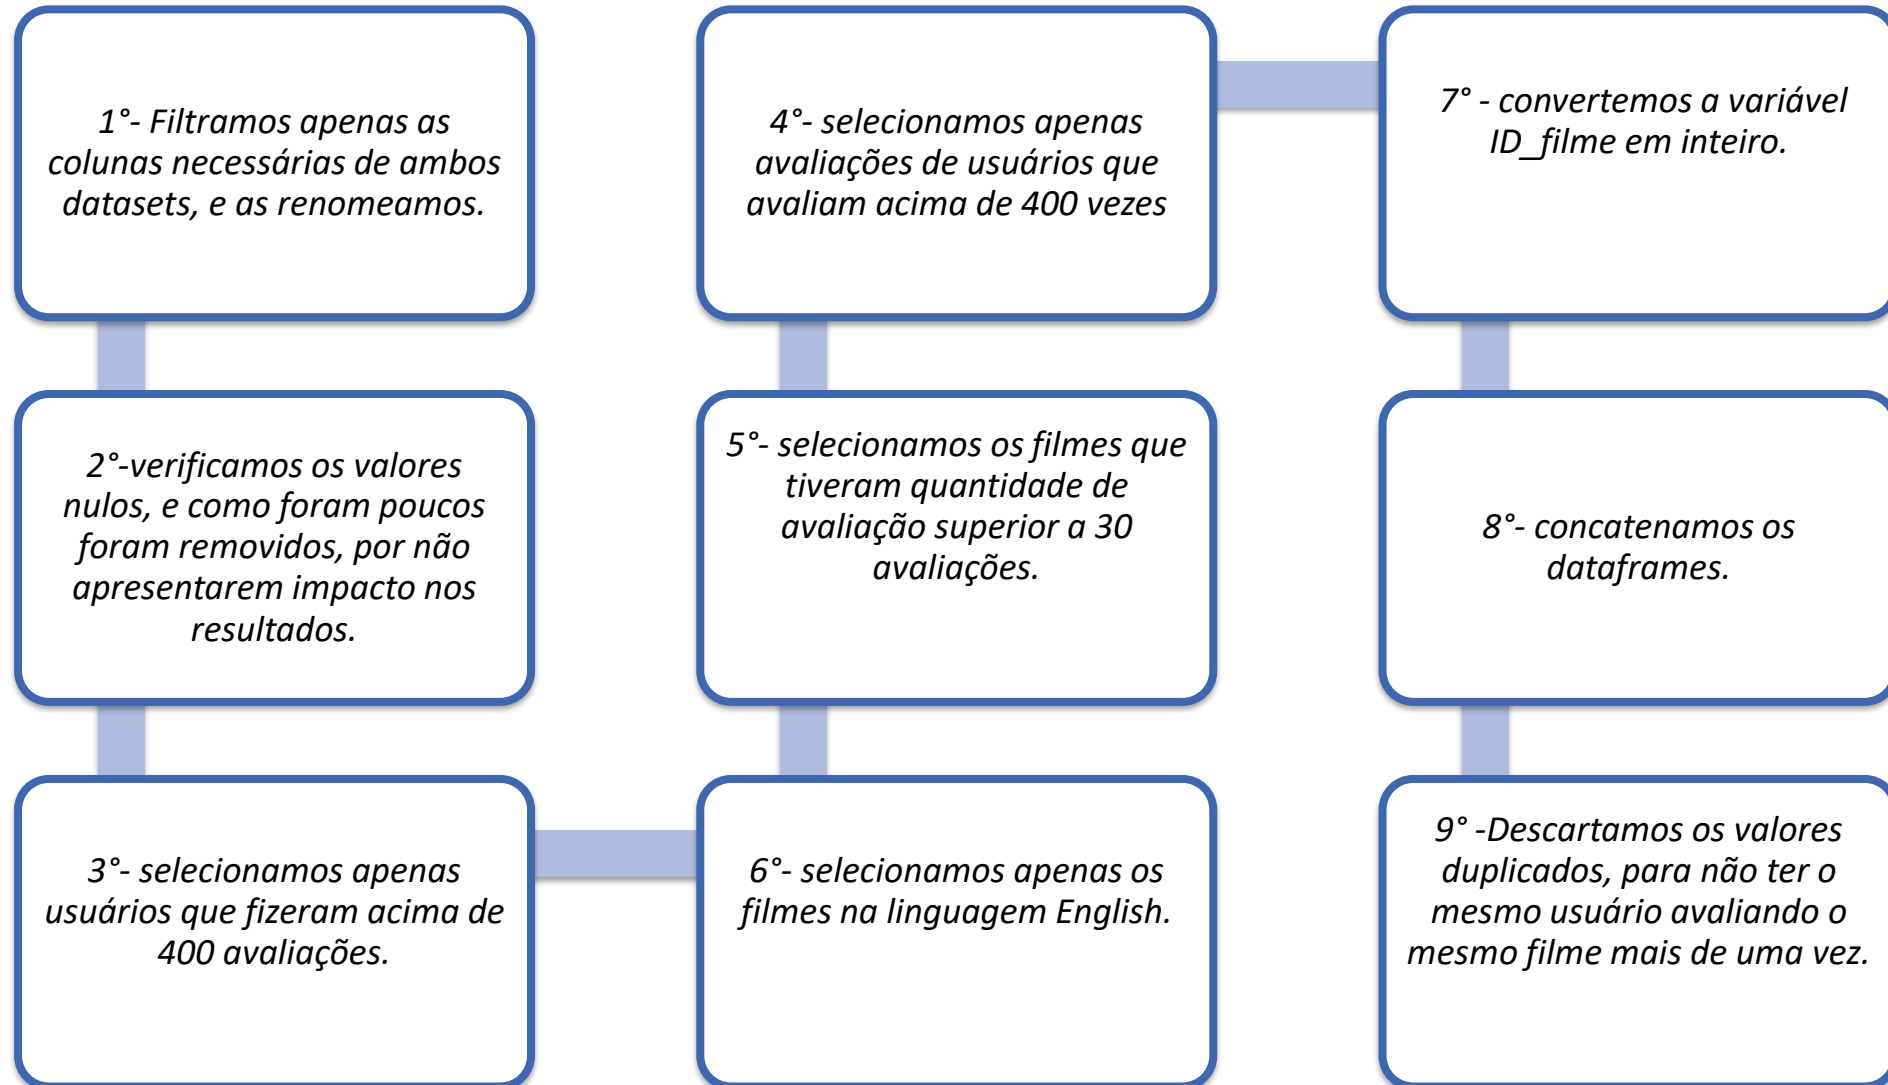 1°- Filtramos apenas as
colunas necessárias de ambos
datasets, e as renomeamos.
2°-verificamos os valores
nulos, e como foram poucos
foram removidos, por não
apresentarem impacto nos
resultados.
3°- selecionamos apenas
usuários que fizeram acima de
400 avaliações.
4°- selecionamos apenas
avaliações de usuários que
avaliam acima de 400 vezes
5°- selecionamos os filmes que
tiveram quantidade de
avaliação superior a 30
avaliações.
6°- selecionamos apenas os
filmes na linguagem English.
7° - convertemos a variável
ID_filme em inteiro.
8°- concatenamos os
dataframes.
9° -Descartamos os valores
duplicados, para não ter o
mesmo usuário avaliando o
mesmo filme mais de uma vez.